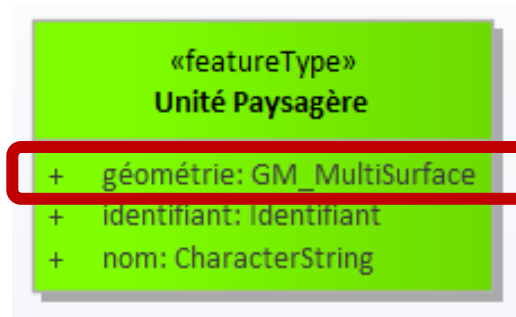 «featureType»
Unité Paysagère
+ géométrie: GM_MultiSurface
+ identifiant: Identifiant
+ nom: CharacterString